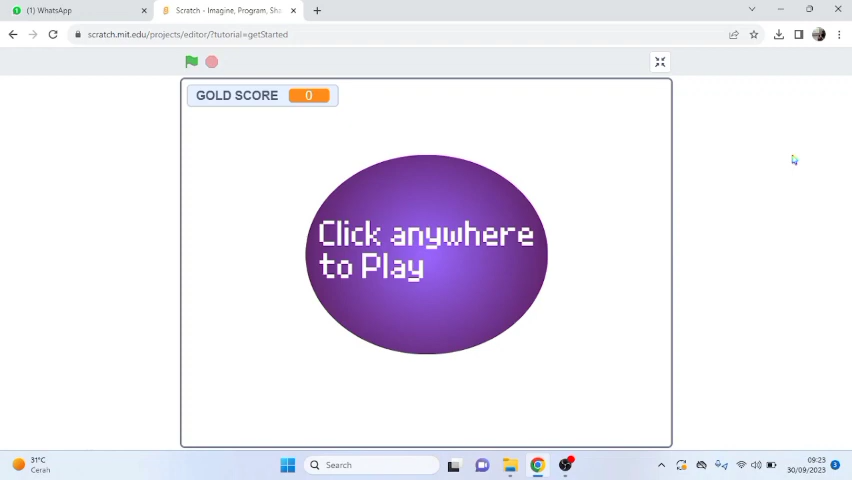 WhatsApp
Scratch - Imagine, Program, Sha
scratch.mit.edu/projects/editor/?tutorial=getStarted
GOLD SCORE 0
Click anywhere
to Play
31°C
Cerah
Search
09:23
30/09/2023
3